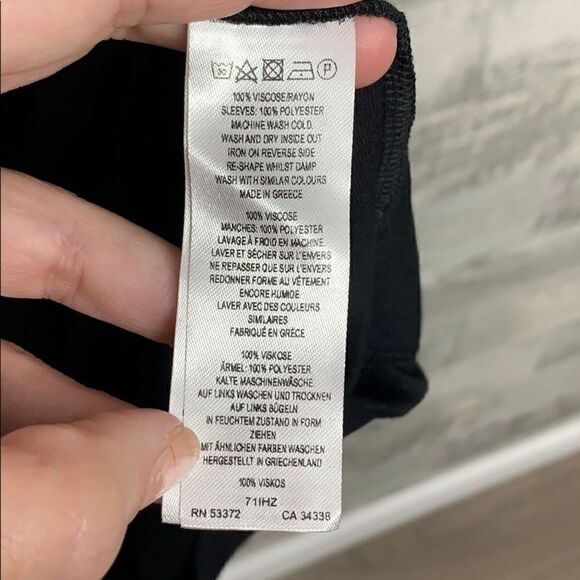 30
P
100% VISCOSE/RAYON
SLEEVES: 100% POLYESTER
MACHINE WASH COLD
WASH AND DRY INSIDE OUT
IRON ON REVERSE SIDE
RE-SHAPE WHILST DAMP
WASH WITH SIMILAR COLOURS
MADE IN GREECE
100% VISCOSE
MANCHES: 100% POLYESTER
LAVAGE À FROID EN MACHINE
LAVER ET SÉCHER SUR L'ENVERS
NE REPASSER QUE SUR L'ENVERS
REDONNER FORME AU VÊTEMENT
ENCORE HUMIDE
LAVER AVEC DES COULEURS
SIMILAIRES
FABRIQUÉ EN GRÈCE
100% VISKOSE
ÄRMEL: 100% POLYESTER
KALTE MASCHINENWÄSCHE
AUF LINKS WASCHEN UND TROCKNEN
AUF LINKS BÜGELN
IN FEUCHTEM ZUSTAND IN FORM
ZIEHEN
MIT ÄHNLICHEN FARBEN WASCHEN
HERGESTELLT IN GRIECHENLAND
100% VISKOS
71IHZ
RN 53372 CA 34336